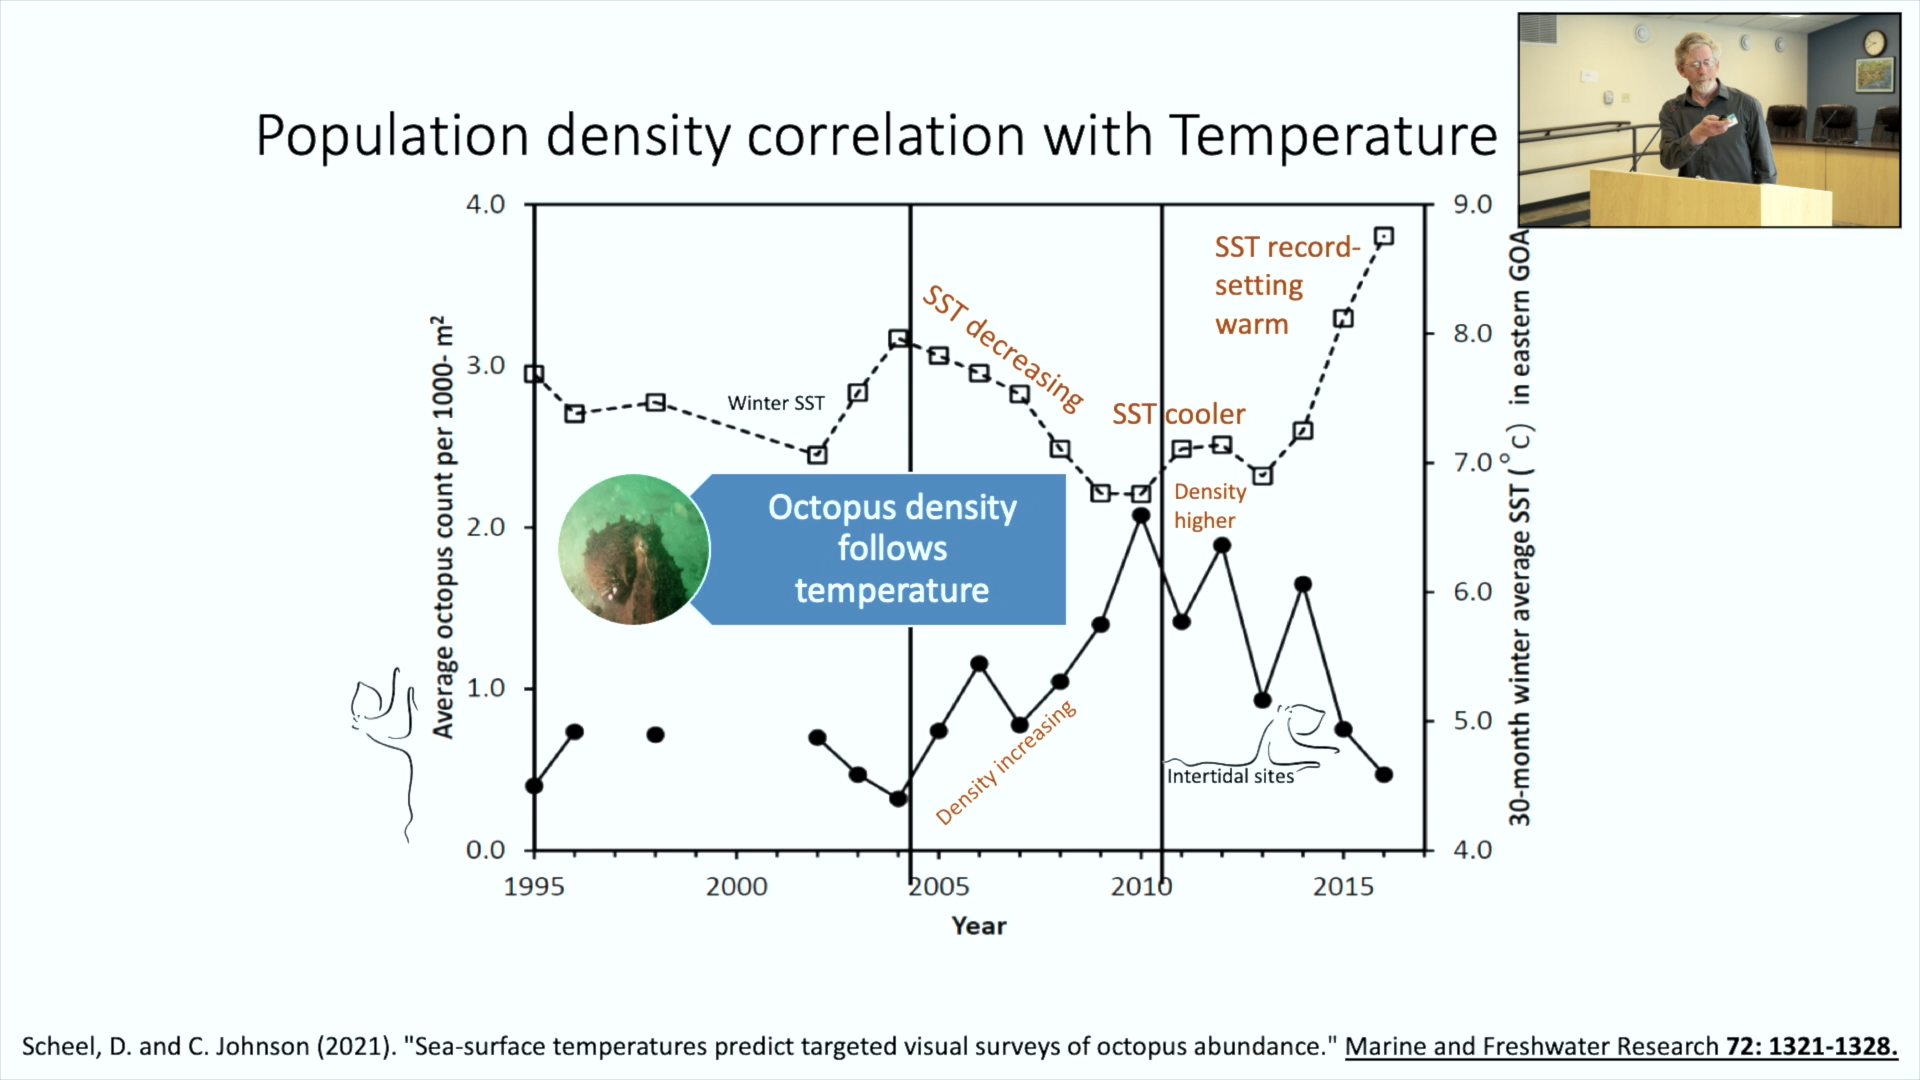 Population density correlation with Temperature
4.0
3.0
2.0
1.0
0.0
Average octopus count per 1000- m²
9.0
8.0
7.0
6.0
5.0
4.0
30-month winter average SST (°c) in eastern GOA
SST record-
setting
warm
SST decreasing
Winter SST
SST cooler
Density
higher
Octopus density
follows
temperature
Density increasing
Intertidal sites
1995
2000
2005
2010
2015
Year
Scheel, D. and C. Johnson (2021). "Sea-surface temperatures predict targeted visual surveys of octopus abundance." Marine and Freshwater Research 72: 1321-1328.